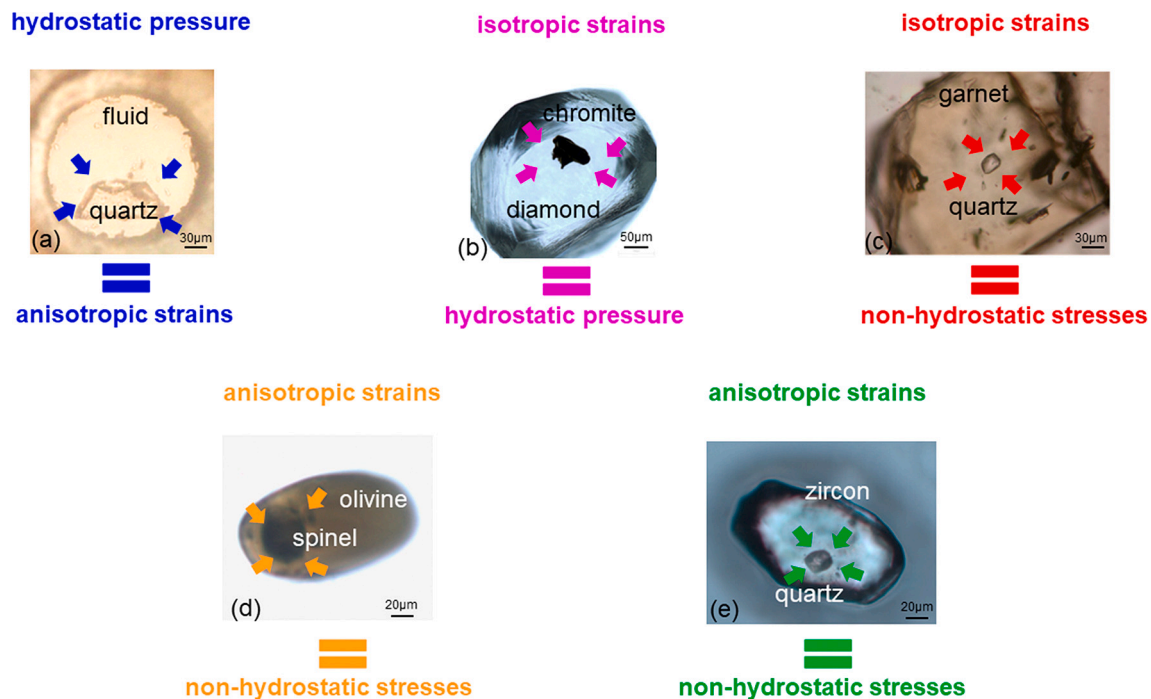 hydrostatic pressure
fluid
quartz
(a)
30µm
anisotropic strains
isotropic strains
chromite
diamond
(b)
50µm
hydrostatic pressure
isotropic strains
garnet
quartz
(c)
30µm
non-hydrostatic stresses
anisotropic strains
olivine
spinel
(d)
20µm
non-hydrostatic stresses
anisotropic strains
zircon
quartz
(e)
20µm
non-hydrostatic stresses